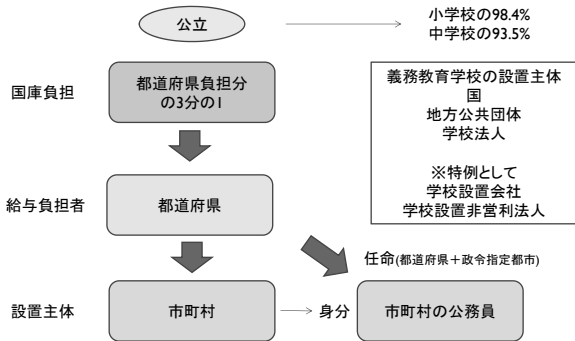 公立
小学校の98.4%
中学校の93.5%
国庫負担
都道府県負担分
の3分の1
義務教育学校の設置主体
国
地方公共団体
学校法人
※特例として
学校設置会社
学校設置非営利法人
給与負担者
都道府県
任命(都道府県＋政令指定都市)
設置主体
市町村
身分
市町村の公務員